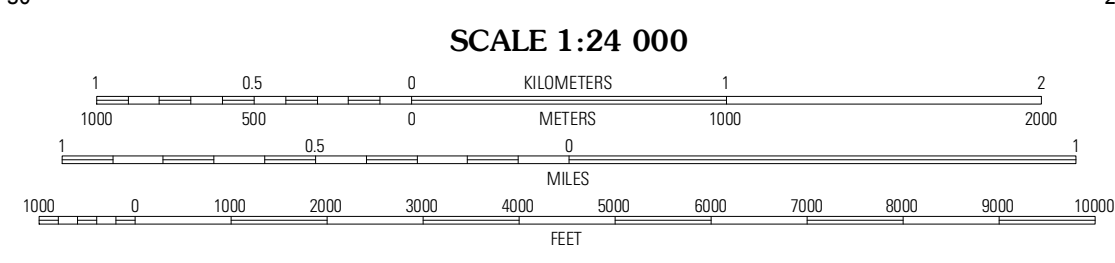 SCALE 1:24 000
1 0.5 0 KILOMETERS 1 2
1000 500 0 METERS 1000 2000
1 0.5 0 1
MILES
1000 0 1000 2000 3000 4000 5000 6000 7000 8000 9000 10000
FEET